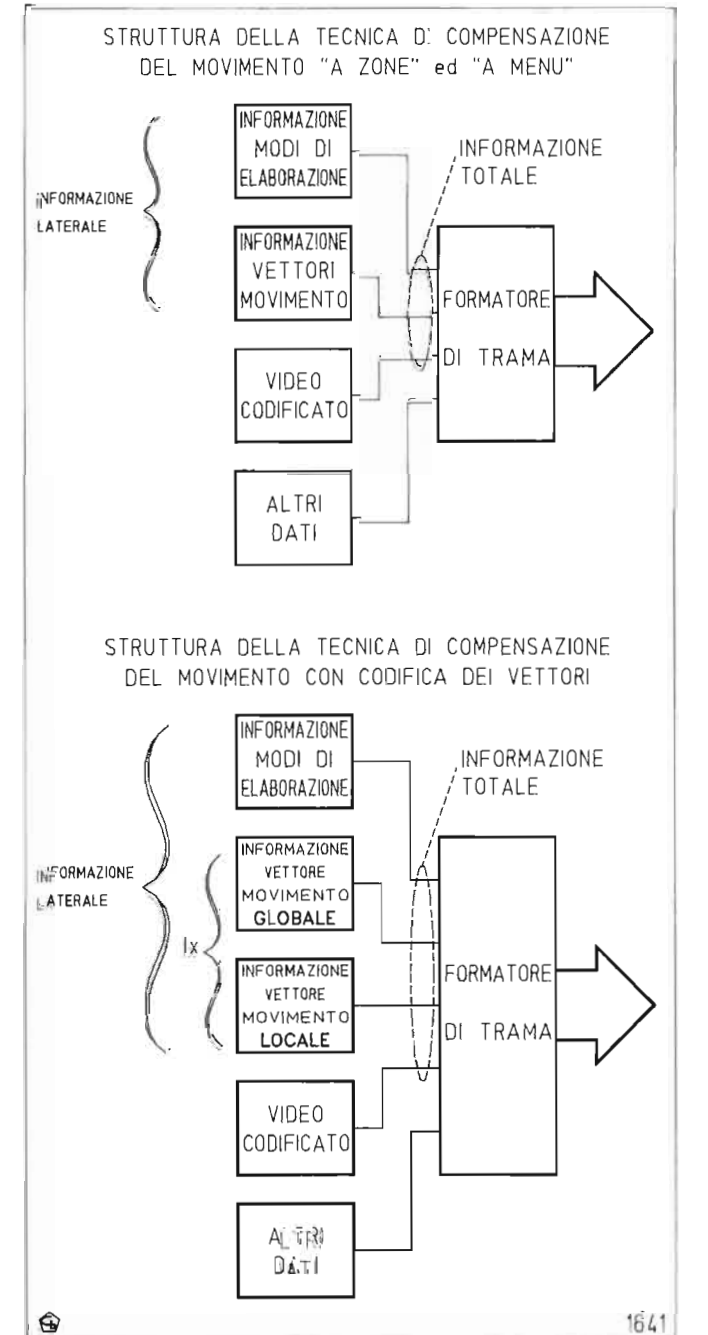 STRUTTURA DELLA TECNICA DI COMPENSAZIONE
DEL MOVIMENTO "A ZONE" ed "A MENU"
INFORMAZIONE
LATERALE
INFORMAZIONE
MODI DI
ELABORAZIONE
INFORMAZIONE
VETTORI
MOVIMENTO
VIDEO
CODIFICATO
ALTRI
DATI
INFORMAZIONE
TOTALE
FORMATORE
DI TRAMA
STRUTTURA DELLA TECNICA DI COMPENSAZIONE
DEL MOVIMENTO CON CODIFICA DEI VETTORI
INFORMAZIONE
LATERALE
Ix
INFORMAZIONE
MODI DI
ELABORAZIONE
INFORMAZIONE
VETTORE
MOVIMENTO
GLOBALE
INFORMAZIONE
VETTORE
MOVIMENTO
LOCALE
VIDEO
CODIFICATO
ALTRI
DATI
INFORMAZIONE
TOTALE
FORMATORE
DI TRAMA
1641